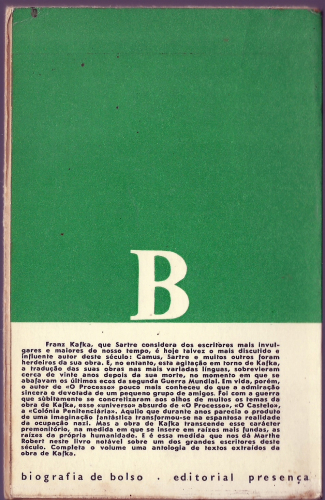 B
Franz Kafka, que Sartre considera dos escritores mais invul-
gares e maiores do nosso tempo, é hoje talvez o mais discutido e
influente autor deste século: Camus, Sartre e muitos outros foram
herdeiros da sua obra. E, no entanto, esta agitação em torno de Kafka,
a tradução das suas obras nas mais variadas línguas, sobrevieram
cerca de vinte anos depois da sua morte, no momento em que se
abafavam os últimos ecos da segunda Guerra Mundial. Em vida, porém,
o autor de «O Processo» pouco mais conheceu do que a admiração
sincera e devotada de um pequeno grupo de amigos. Foi com a guerra
que sùbitamente se concretizaram aos olhos de muitos os temas da
obra de Kafka, esse «universo» absurdo de «O Processo», «O Castelo»,
a «Colónia Penitenciária». Aquilo que durante anos parecia o produto
de uma imaginação fantástica transformou-se na espantosa realidade
da ocupação nazi. Mas a obra de Kafka transcende esse carácter
premonitório, na medida em que se insere em raízes mais fundas, as
raízes da própria humanidade. E é essa medida que nos dá Marthe
Robert neste livro notável sobre um dos grandes escritores deste
século. Completa o volume uma antologia de textos extraídos da
obra de Kafka.
biografia de bolso · editorial presença